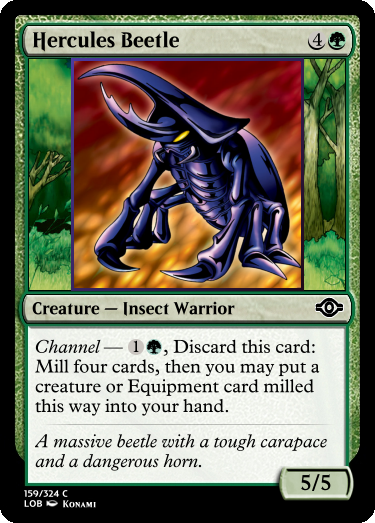 Hercules Beetle 4
Creature — Insect Warrior
Channel — 1, Discard this card:
Mill four cards, then you may put a
creature or Equipment card milled
this way into your hand.
A massive beetle with a tough carapace
and a dangerous horn.
5/5
159/324 C
LOB Konami